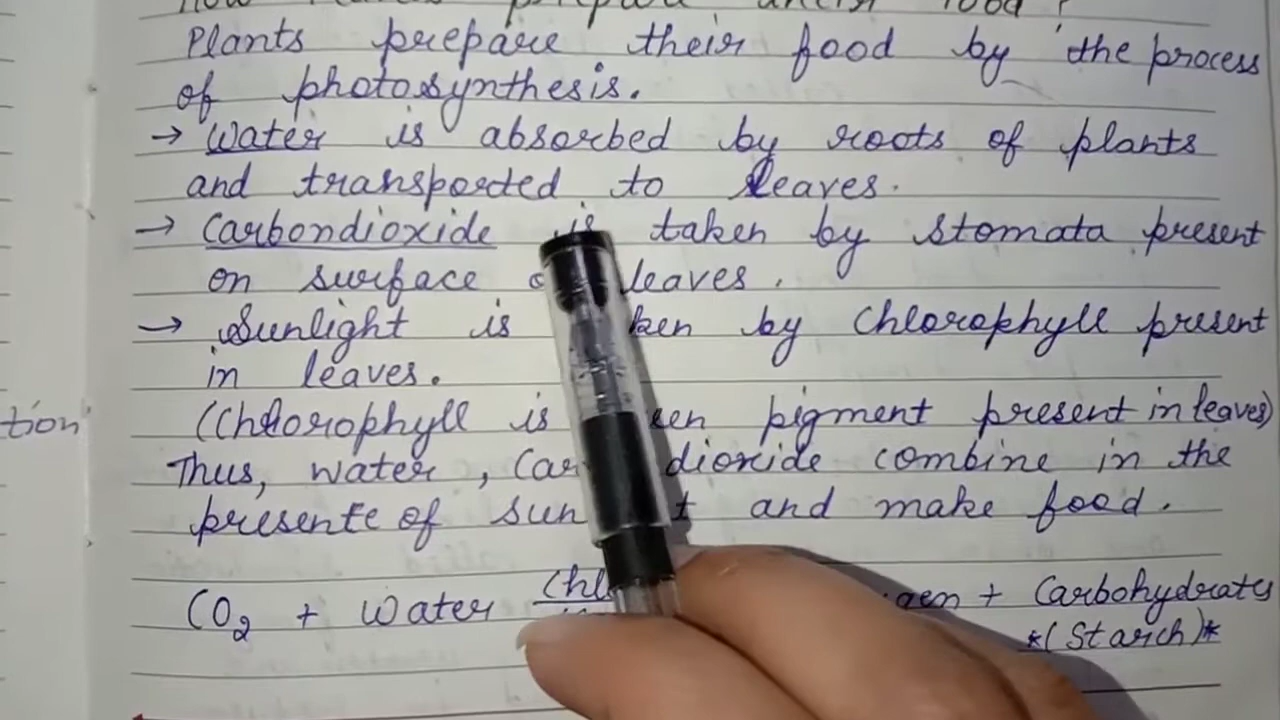 prepare food ?
Plants prepare their food by the process
of photosynthesis.
→ Water is absorbed by roots of plants
and transported to leaves.
→ Carbondioxide is taken by stomata present
on surface leaves.
→ Sunlight is by Chlorophyll present
in leaves.
tion
(Chlorophyll is pigment present in leaves)
Thus, water, dioxide combine in the
presente of and make food.
CO₂ + Water + Carbohydrates
*(Starch)*